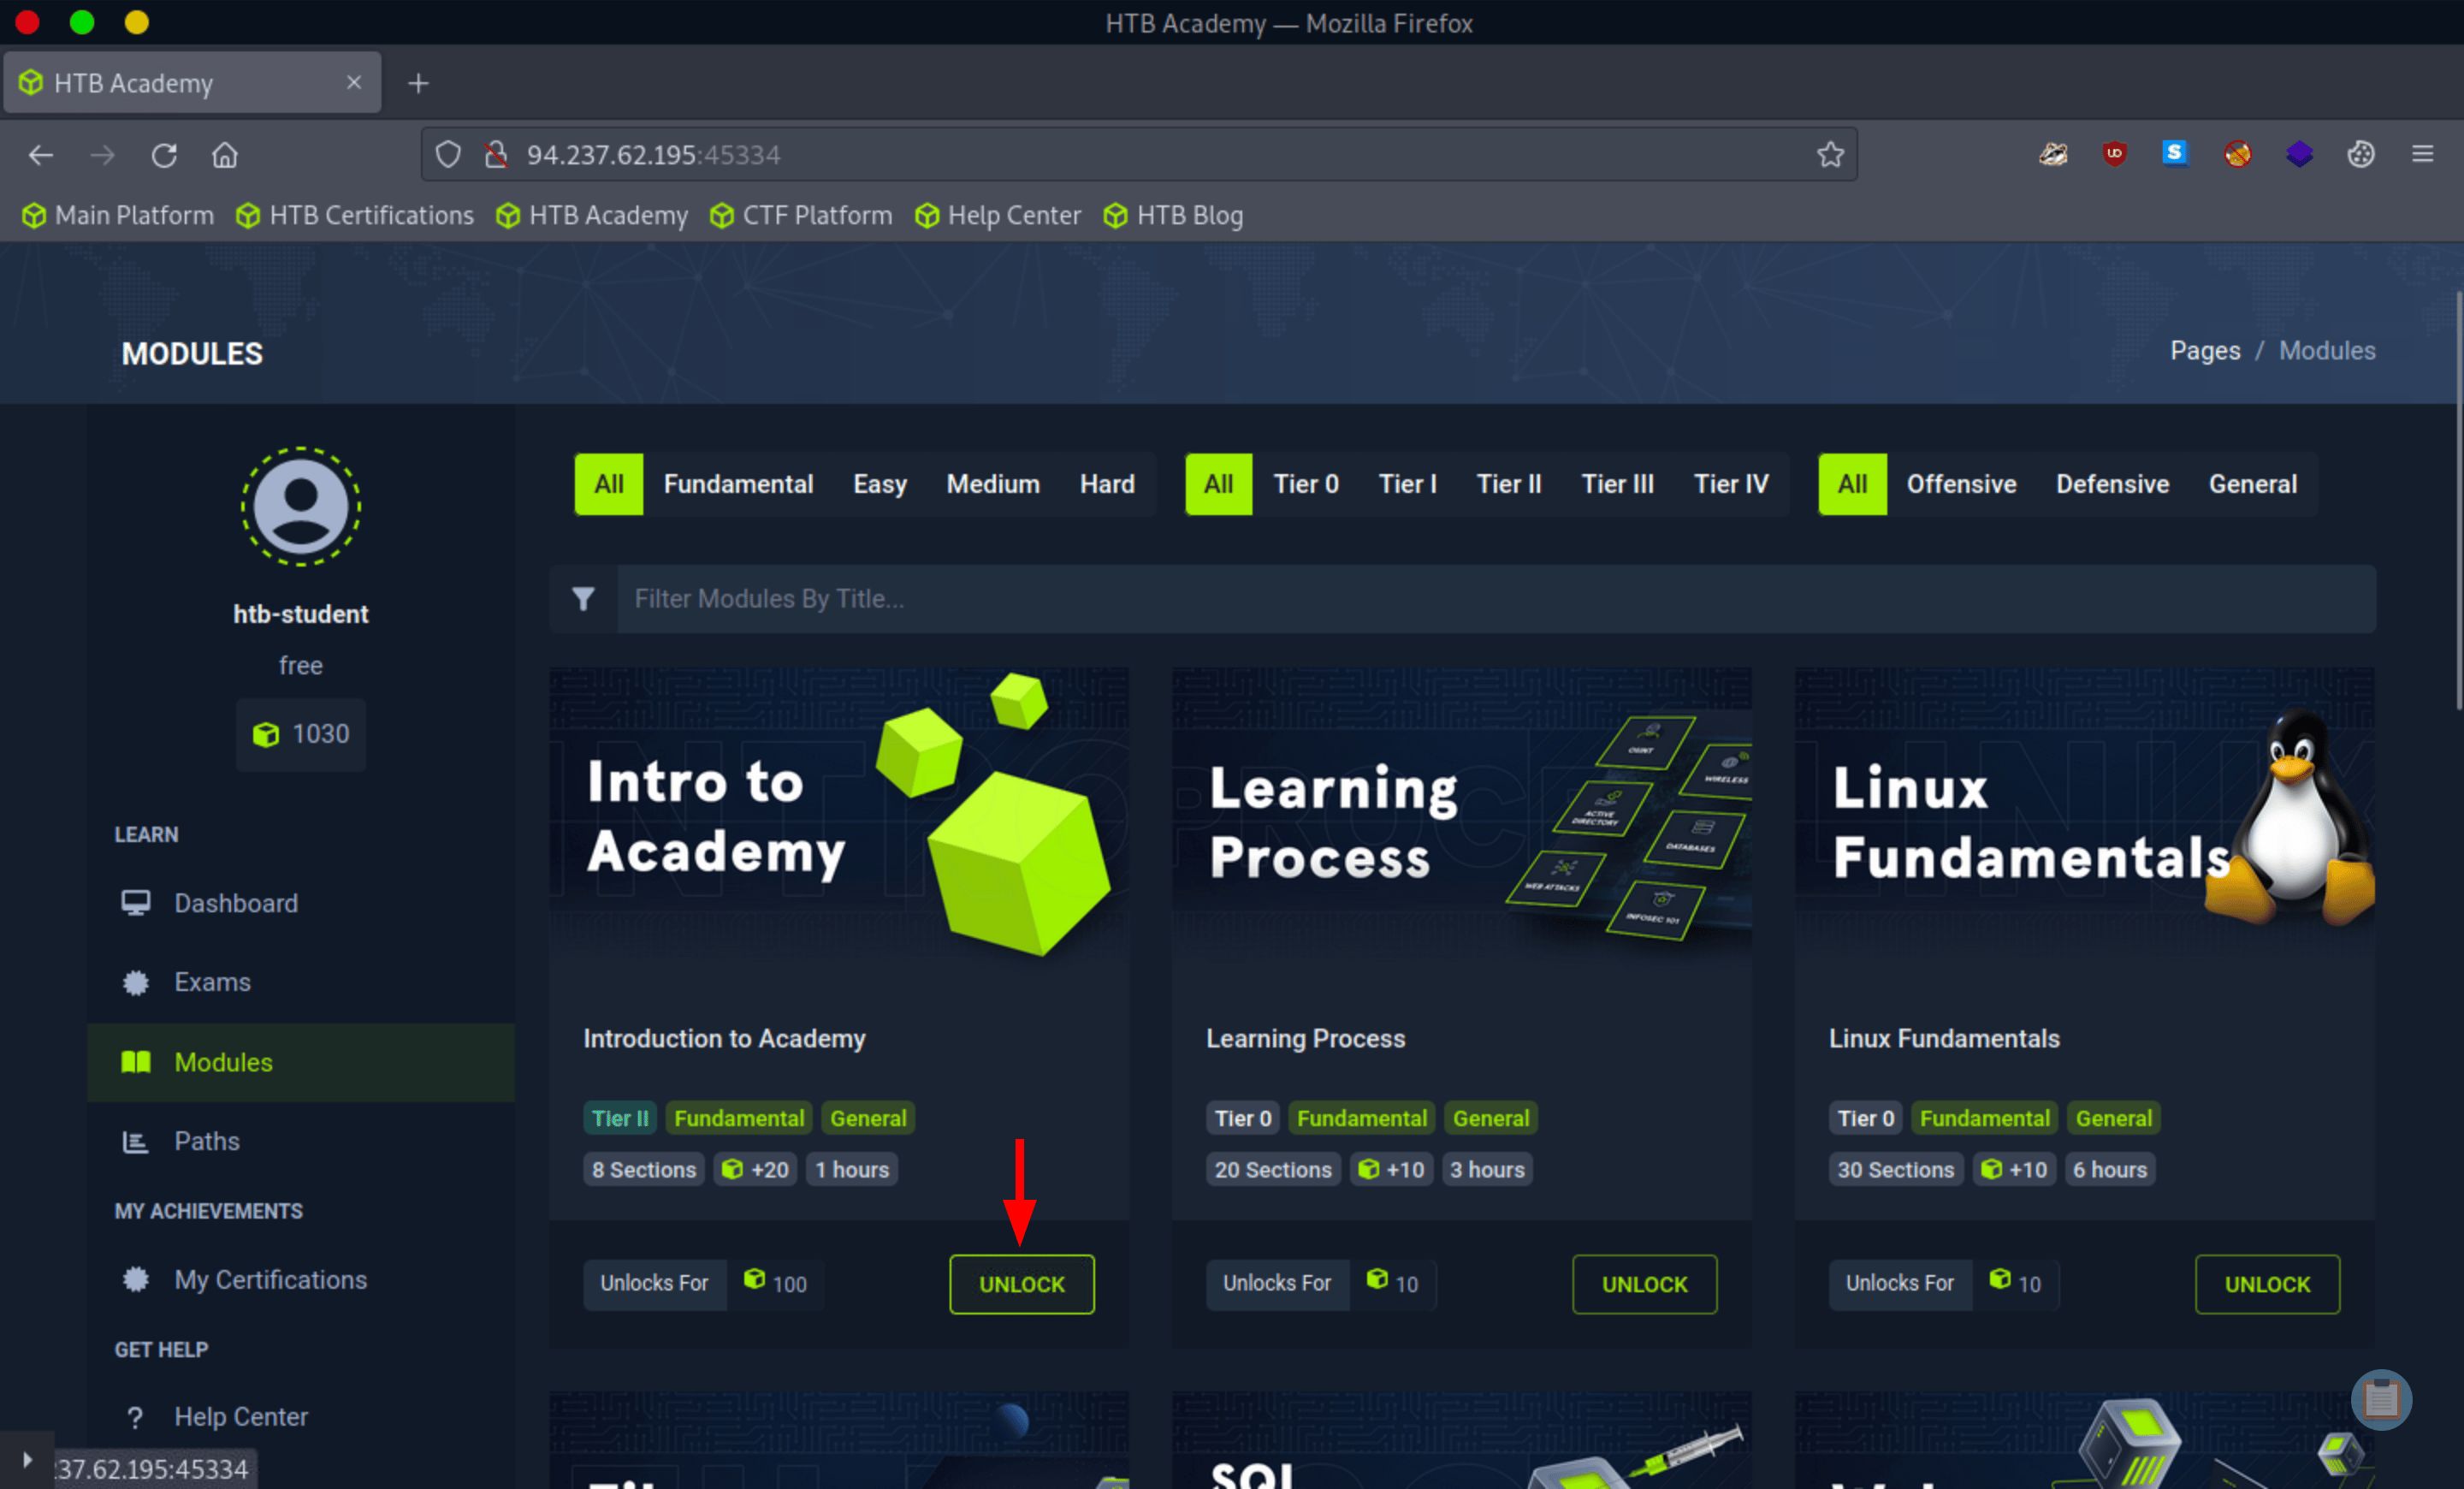 HTB Academy — Mozilla Firefox
HTB Academy
94.237.62.195:45334
Main Platform HTB Certifications HTB Academy CTF Platform Help Center HTB Blog
MODULES
Pages / Modules
All Fundamental Easy Medium Hard
All Tier 0 Tier I Tier II Tier III Tier IV
All Offensive Defensive General
Filter Modules By Title...
htb-student
free
1030
LEARN
Dashboard
Exams
Modules
Paths
MY ACHIEVEMENTS
My Certifications
GET HELP
Help Center
37.62.195:45334
Intro to
Academy
Introduction to Academy
Tier II Fundamental General
8 Sections +20 1 hours
Unlocks For 100 UNLOCK
Learning
Process
OSINT
WIRELESS
ACTIVE
DIRECTORY
DATABASES
WEB ATTACKS
INFOSEC 101
Learning Process
Tier 0 Fundamental General
20 Sections +10 3 hours
Unlocks For 10 UNLOCK
Linux
Fundamentals
Linux Fundamentals
Tier 0 Fundamental General
30 Sections +10 6 hours
Unlocks For 10 UNLOCK
SQL